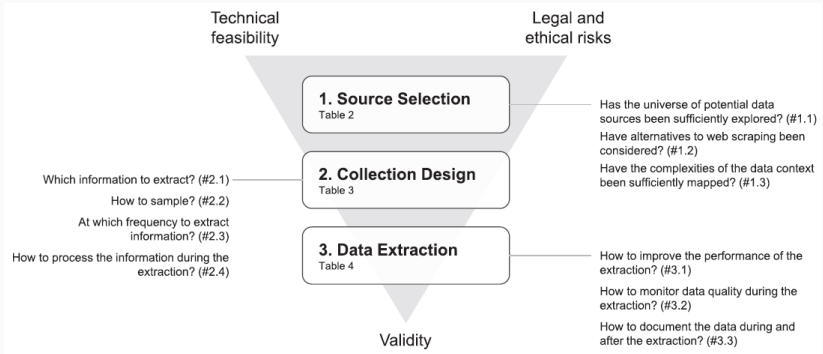 Technical
feasibility
Legal and
ethical risks
1. Source Selection
Table 2
Has the universe of potential data
sources been sufficiently explored? (#1.1)
Have alternatives to web scraping been
considered? (#1.2)
Have the complexities of the data context
been sufficiently mapped? (#1.3)
2. Collection Design
Table 3
Which information to extract? (#2.1)
How to sample? (#2.2)
At which frequency to extract
information? (#2.3)
How to process the information during the
extraction? (#2.4)
3. Data Extraction
Table 4
How to improve the performance of the
extraction? (#3.1)
How to monitor data quality during the
extraction? (#3.2)
How to document the data during and
after the extraction? (#3.3)
Validity